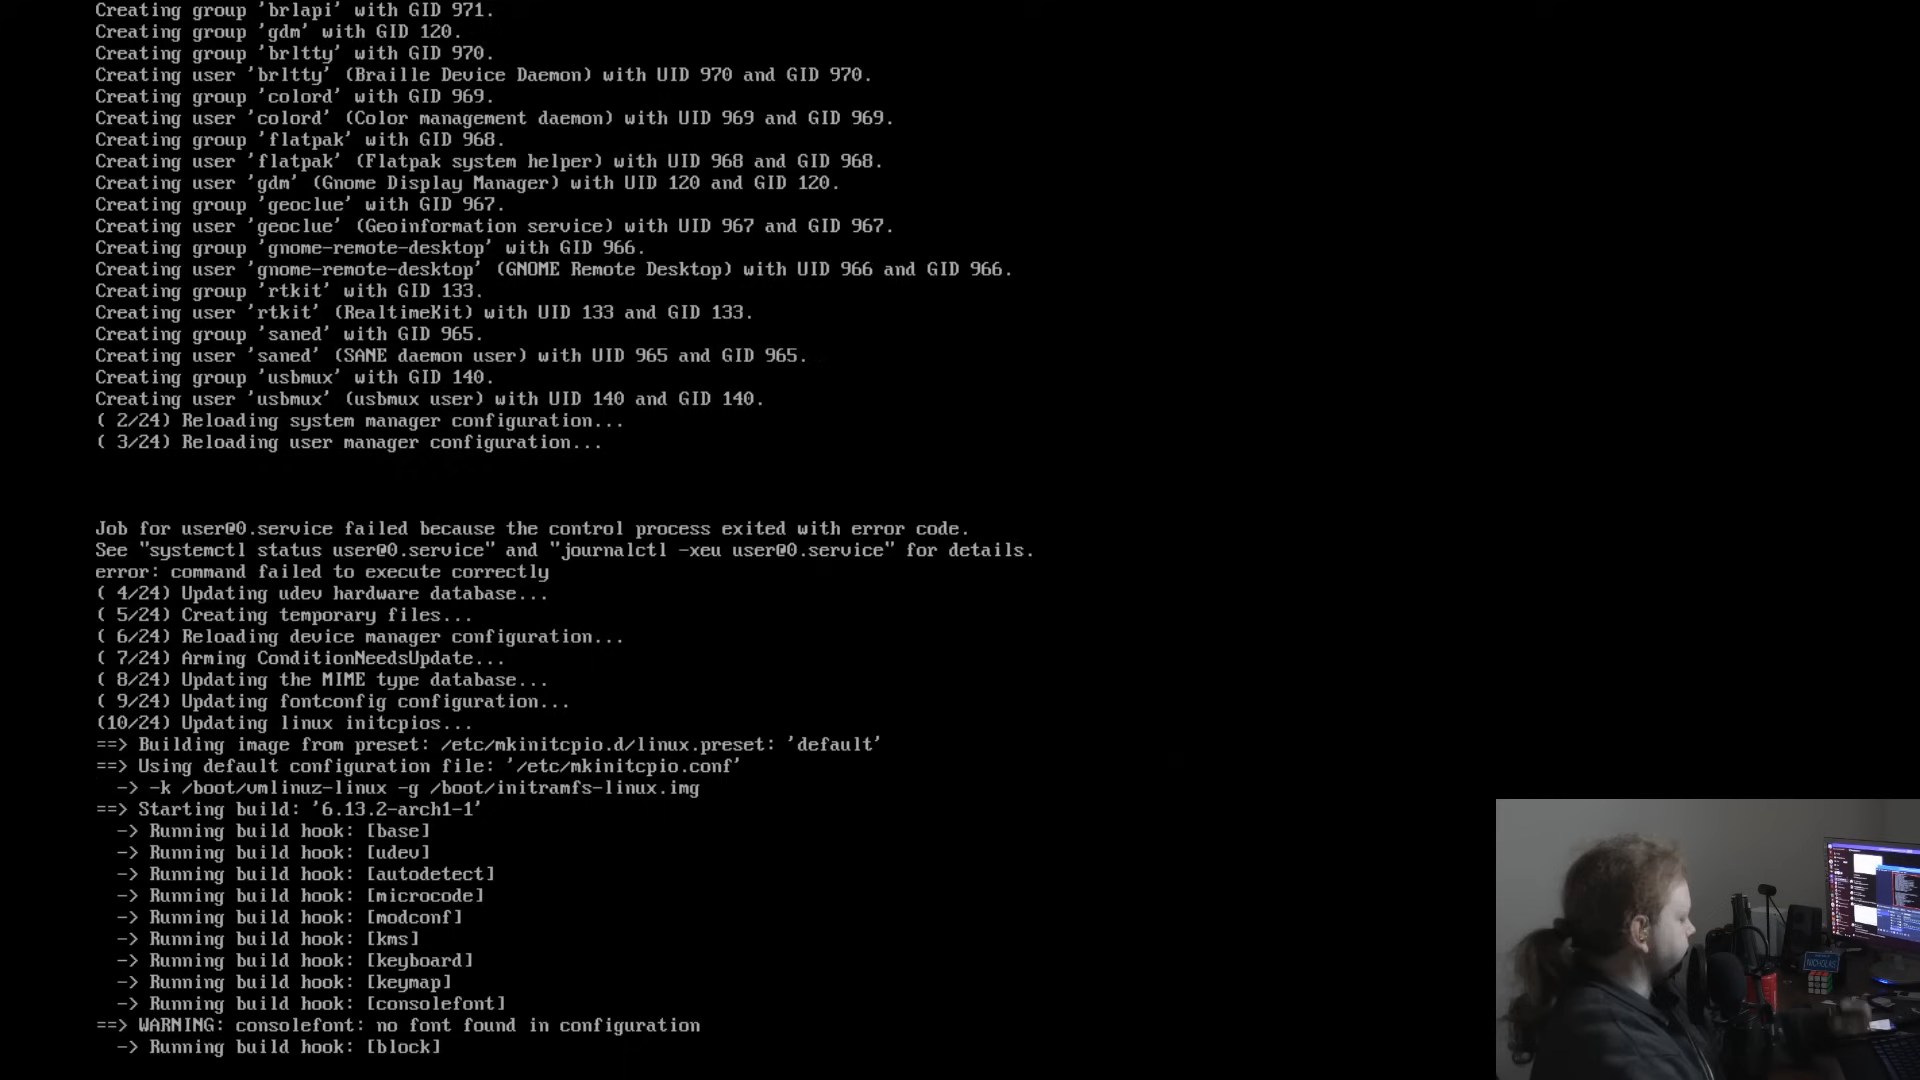 Creating group 'brlapi' with GID 971.
Creating group 'gdm' with GID 120.
Creating group 'brltty' with GID 970.
Creating user 'brltty' (Braille Device Daemon) with UID 970 and GID 970.
Creating group 'colord' with GID 969.
Creating user 'colord' (Color management daemon) with UID 969 and GID 969.
Creating group 'flatpak' with GID 968.
Creating user 'flatpak' (Flatpak system helper) with UID 968 and GID 968.
Creating user 'gdm' (Gnome Display Manager) with UID 120 and GID 120.
Creating group 'geoclue' with GID 967.
Creating user 'geoclue' (Geoinformation service) with UID 967 and GID 967.
Creating group 'gnome-remote-desktop' with GID 966.
Creating user 'gnome-remote-desktop' (GNOME Remote Desktop) with UID 966 and GID 966.
Creating group 'rtkit' with GID 133.
Creating user 'rtkit' (RealtimeKit) with UID 133 and GID 133.
Creating group 'saned' with GID 965.
Creating user 'saned' (SANE daemon user) with UID 965 and GID 965.
Creating group 'usbmux' with GID 140.
Creating user 'usbmux' (usbmux user) with UID 140 and GID 140.
( 2/24) Reloading system manager configuration...
( 3/24) Reloading user manager configuration...
Job for user@0.service failed because the control process exited with error code.
See "systemctl status user@0.service" and "journalctl -xeu user@0.service" for details.
error: command failed to execute correctly
( 4/24) Updating udev hardware database...
( 5/24) Creating temporary files...
( 6/24) Reloading device manager configuration...
( 7/24) Arming ConditionNeedsUpdate...
( 8/24) Updating the MIME type database...
( 9/24) Updating fontconfig configuration...
(10/24) Updating linux initcpios...
==> Building image from preset: /etc/mkinitcpio.d/linux.preset: 'default'
==> Using default configuration file: '/etc/mkinitcpio.conf'
-> -k /boot/vmlinuz-linux -g /boot/initramfs-linux.img
==> Starting build: '6.13.2-arch1-1'
-> Running build hook: [base]
-> Running build hook: [udev]
-> Running build hook: [autodetect]
-> Running build hook: [microcode]
-> Running build hook: [modconf]
-> Running build hook: [kms]
-> Running build hook: [keyboard]
-> Running build hook: [keymap]
-> Running build hook: [consolefont]
==> WARNING: consolefont: no font found in configuration
-> Running build hook: [block]
NICHOLAS